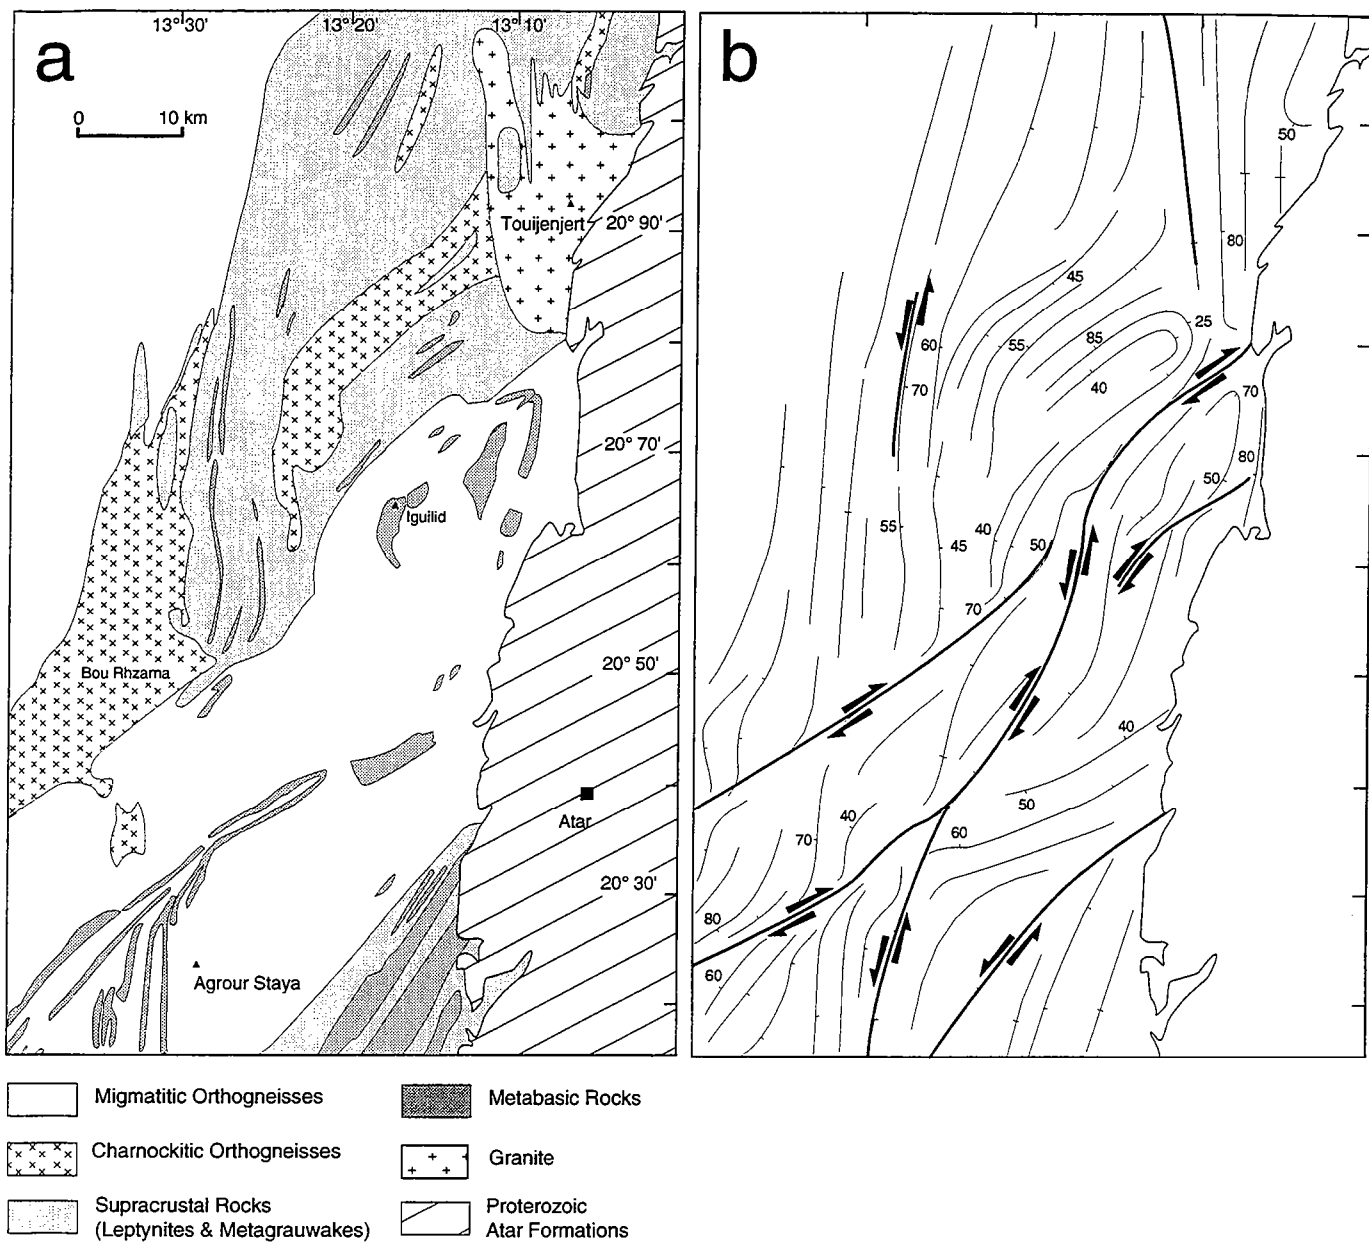 a
13°30'
13°20'
13°10'
0
10 km
Touijenjert
20° 90'
20° 70'
Iguilid
20° 50'
Bou Rhzama
Atar
20° 30'
Agrour Staya
b
50
80
45
25
60
55
85
70
40
70
80
50
55
40
45
50
70
40
50
40
60
70
80
60
Migmatitic Orthogneisses
Metabasic Rocks
Charnockitic Orthogneisses
Granite
Supracrustal Rocks
(Leptynites & Metagrauwakes)
Proterozoic
Atar Formations